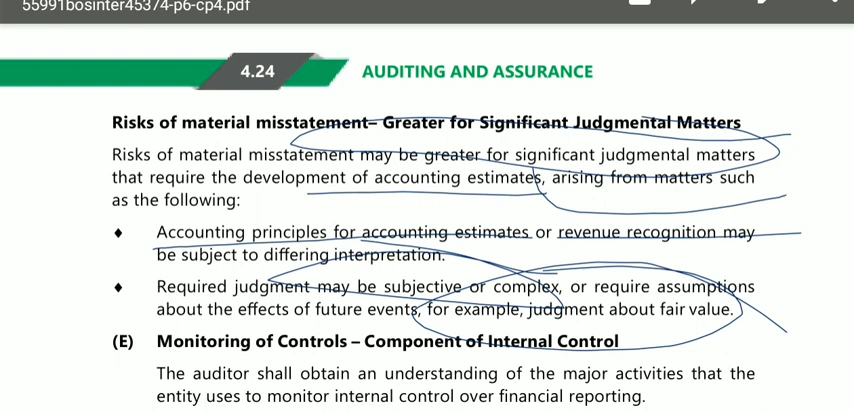 55991bosinter45374-p6-cp4.pdf
4.24 AUDITING AND ASSURANCE
Risks of material misstatement– Greater for Significant Judgmental Matters
Risks of material misstatement may be greater for significant judgmental matters
that require the development of accounting estimates, arising from matters such
as the following:
♦ Accounting principles for accounting estimates or revenue recognition may
be subject to differing interpretation.
♦ Required judgment may be subjective or complex, or require assumptions
about the effects of future events, for example, judgment about fair value.
(E) Monitoring of Controls – Component of Internal Control
The auditor shall obtain an understanding of the major activities that the
entity uses to monitor internal control over financial reporting.